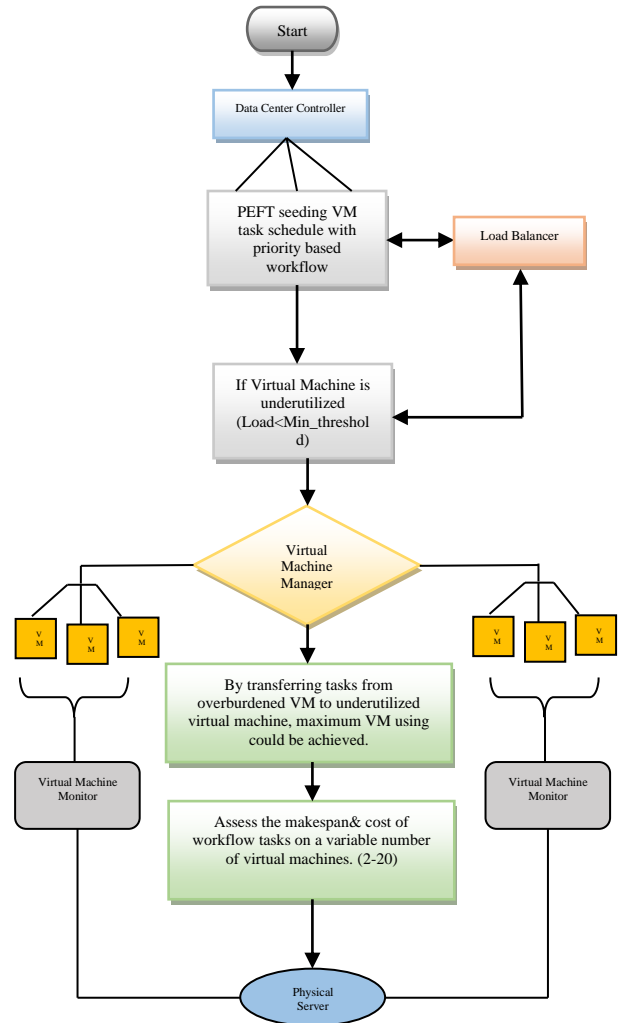 Start
Data Center Controller
PEFT seeding VM
task schedule with
priority based
workflow
Load Balancer
If Virtual Machine is
underutilized
(Load<Min_threshol
d)
Virtual
Machine
Manager
V
M
V
M
V
M
V
M
V
M
V
M
By transferring tasks from
overburdened VM to underutilized
virtual machine, maximum VM using
could be achieved.
Virtual Machine
Monitor
Virtual Machine
Monitor
Assess the makespan& cost of
workflow tasks on a variable number
of virtual machines. (2-20)
Physical
Server